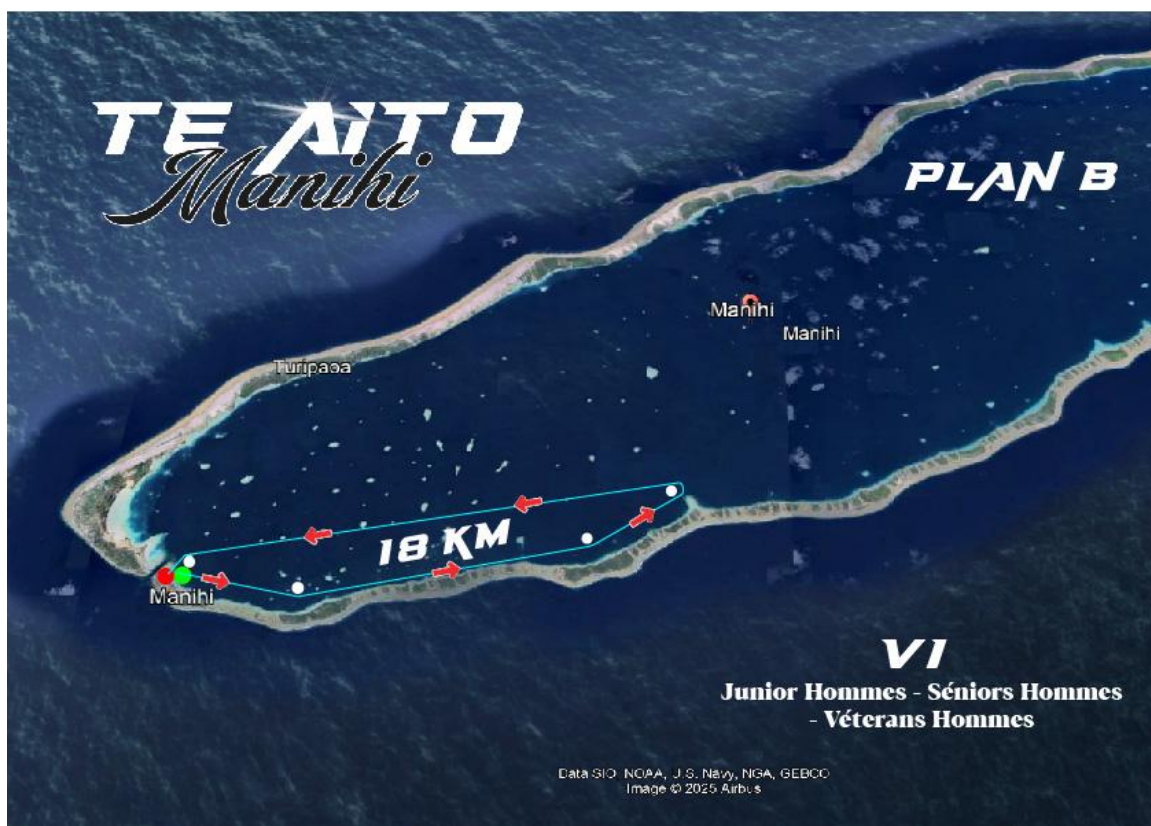 TE AITO
Manihi
PLAN B
Manihi
Manihi
Turipaoa
18 KM
Manihi
V1
Junior Hommes - Séniors Hommes
- Véterans Hommes
Data SIO, NOAA, U.S. Navy, NGA, GEBCO
Image © 2025 Airbus